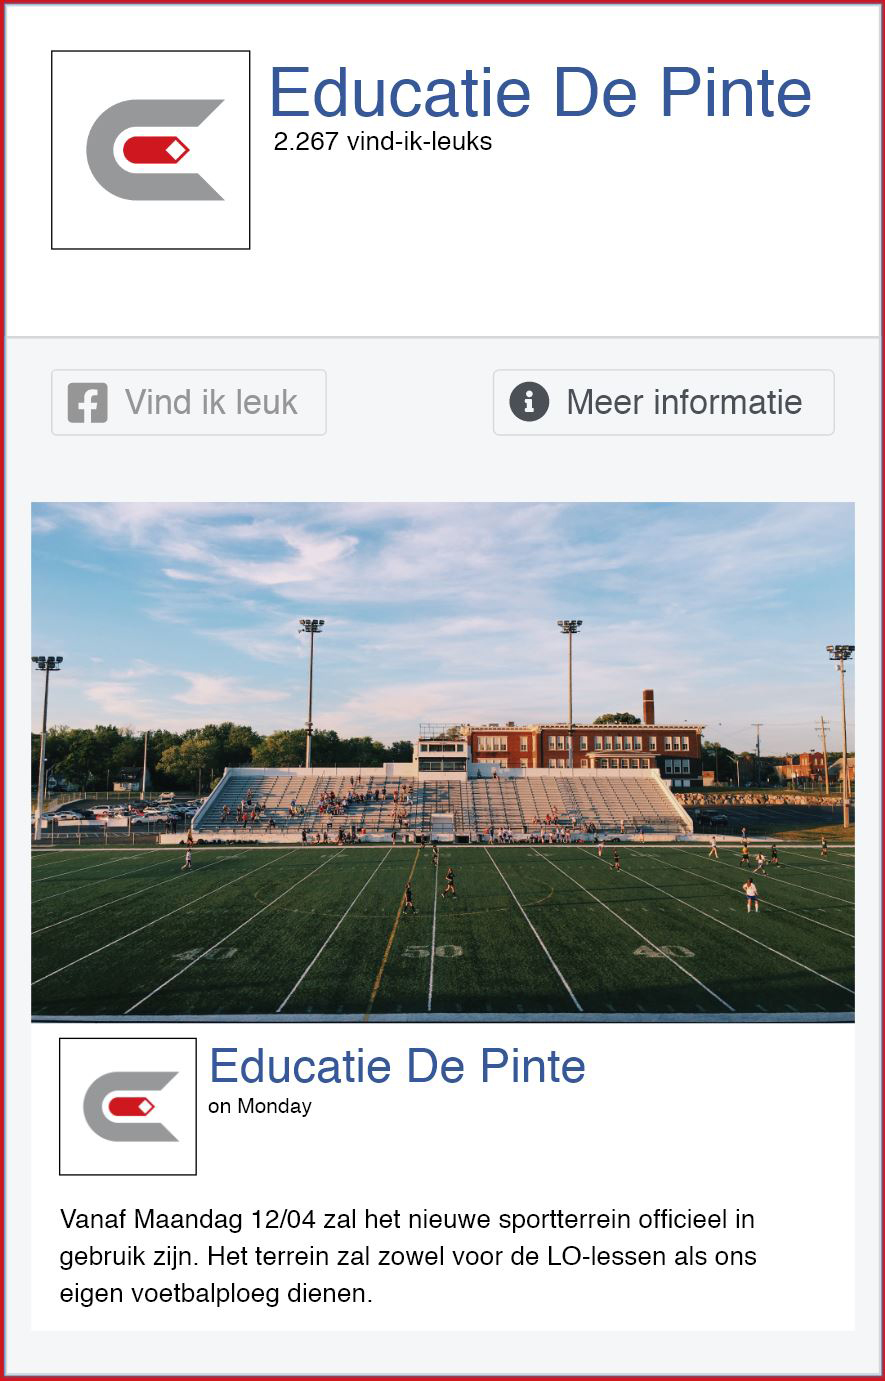 Educatie De Pinte
2.267 vind-ik-leuks
Vind ik leuk
Meer informatie
40
50
40
Educatie De Pinte
on Monday
Vanaf Maandag 12/04 zal het nieuwe sportterrein officieel in
gebruik zijn. Het terrein zal zowel voor de LO-lessen als ons
eigen voetbalploeg dienen.